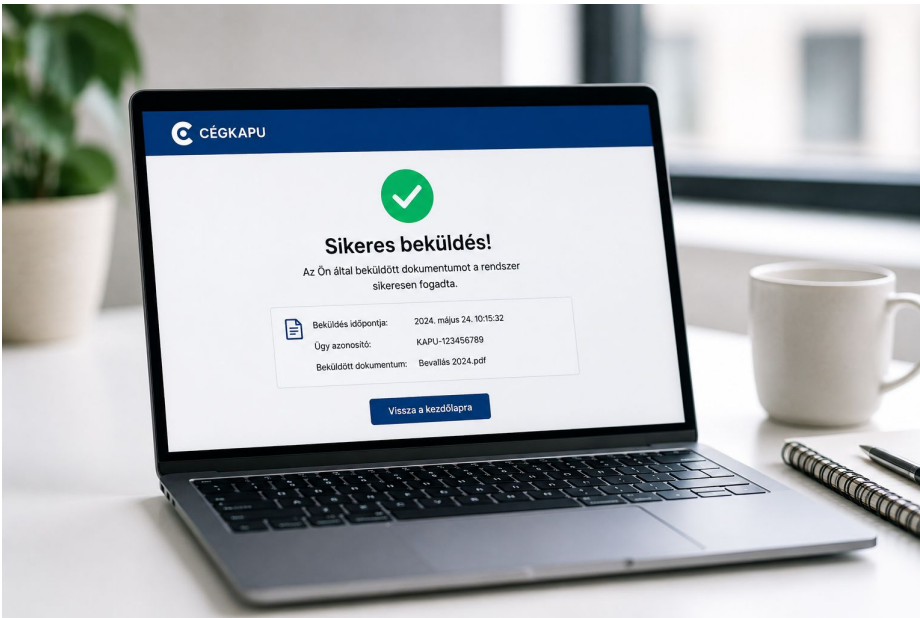 CÉGKAPU
Sikeres beküldés!
Az Ön által beküldött dokumentumot a rendszer
sikeresen fogadta.
Beküldés időpontja: 2024. május 24. 10:15:32
Ügy azonosító: KAPU-123456789
Beküldött dokumentum: Bevallás 2024.pdf
Vissza a kezdőlapra